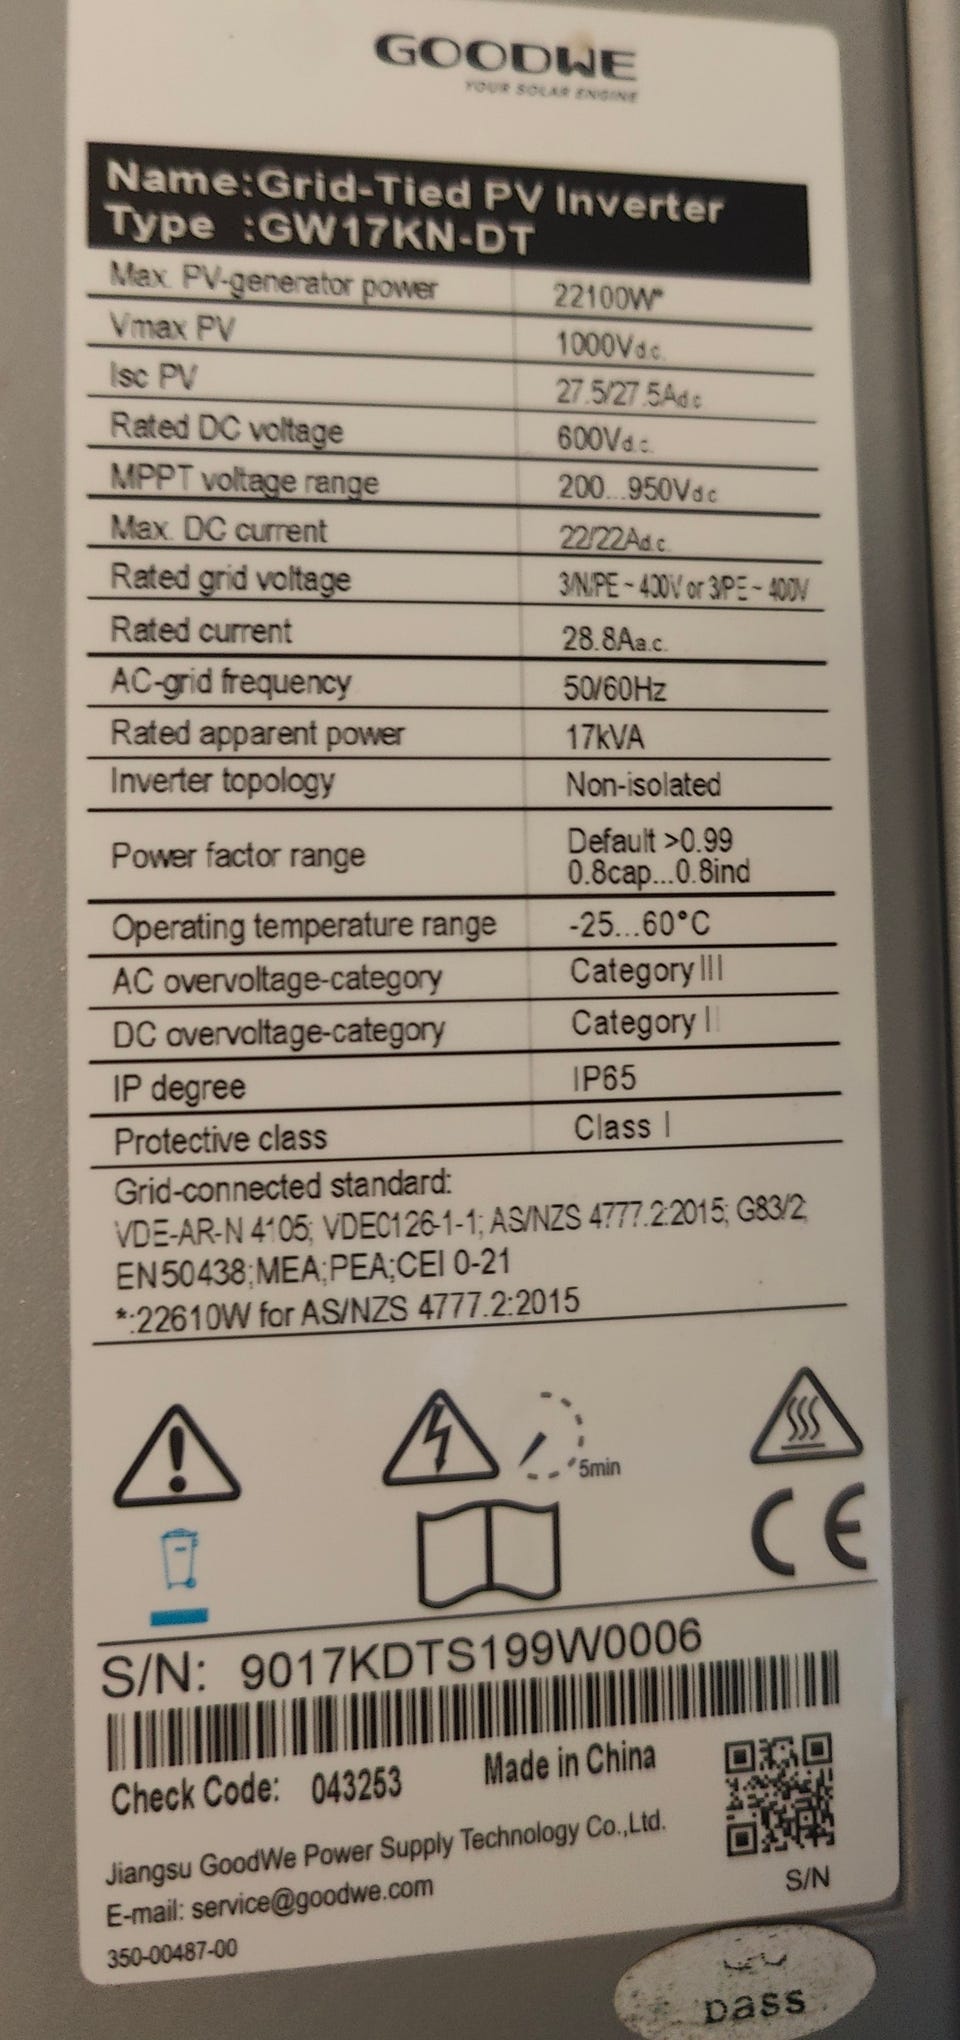 GOODWE
YOUR SOLAR ENGINE
Name:Grid-Tied PV Inverter
Type :GW17KN-DT
Max. PV-generator power 22100W*
Vmax PV 1000Vd.c.
Isc PV 27.5/27.5Ad.c.
Rated DC voltage 600Vd.c.
MPPT voltage range 200...950Vd.c
Max. DC current 22/22Ad.c.
Rated grid voltage 3/N/PE ~ 400V or 3/PE ~ 400V
Rated current 28.8Aa.c.
AC-grid frequency 50/60Hz
Rated apparent power 17kVA
Inverter topology Non-isolated
Power factor range Default >0.99
0.8cap...0.8ind
Operating temperature range -25...60°C
AC overvoltage-category Category III
DC overvoltage-category
IP degree IP65
Protective class Class I
Grid-connected standard:
VDE-AR-N 4105; VDE0126-1-1; AS/NZS 4777.2:2015; G83/2;
EN50438;MEA;PEA;CEI 0-21
*:22610W for AS/NZS 4777.2:2015
5min
CE
S/N: 9017KDTS199W0006
Check Code: 043253 Made in China
Jiangsu GoodWe Power Supply Technology Co.,Ltd.
E-mail: service@goodwe.com
S/N
350-00487-00
pass